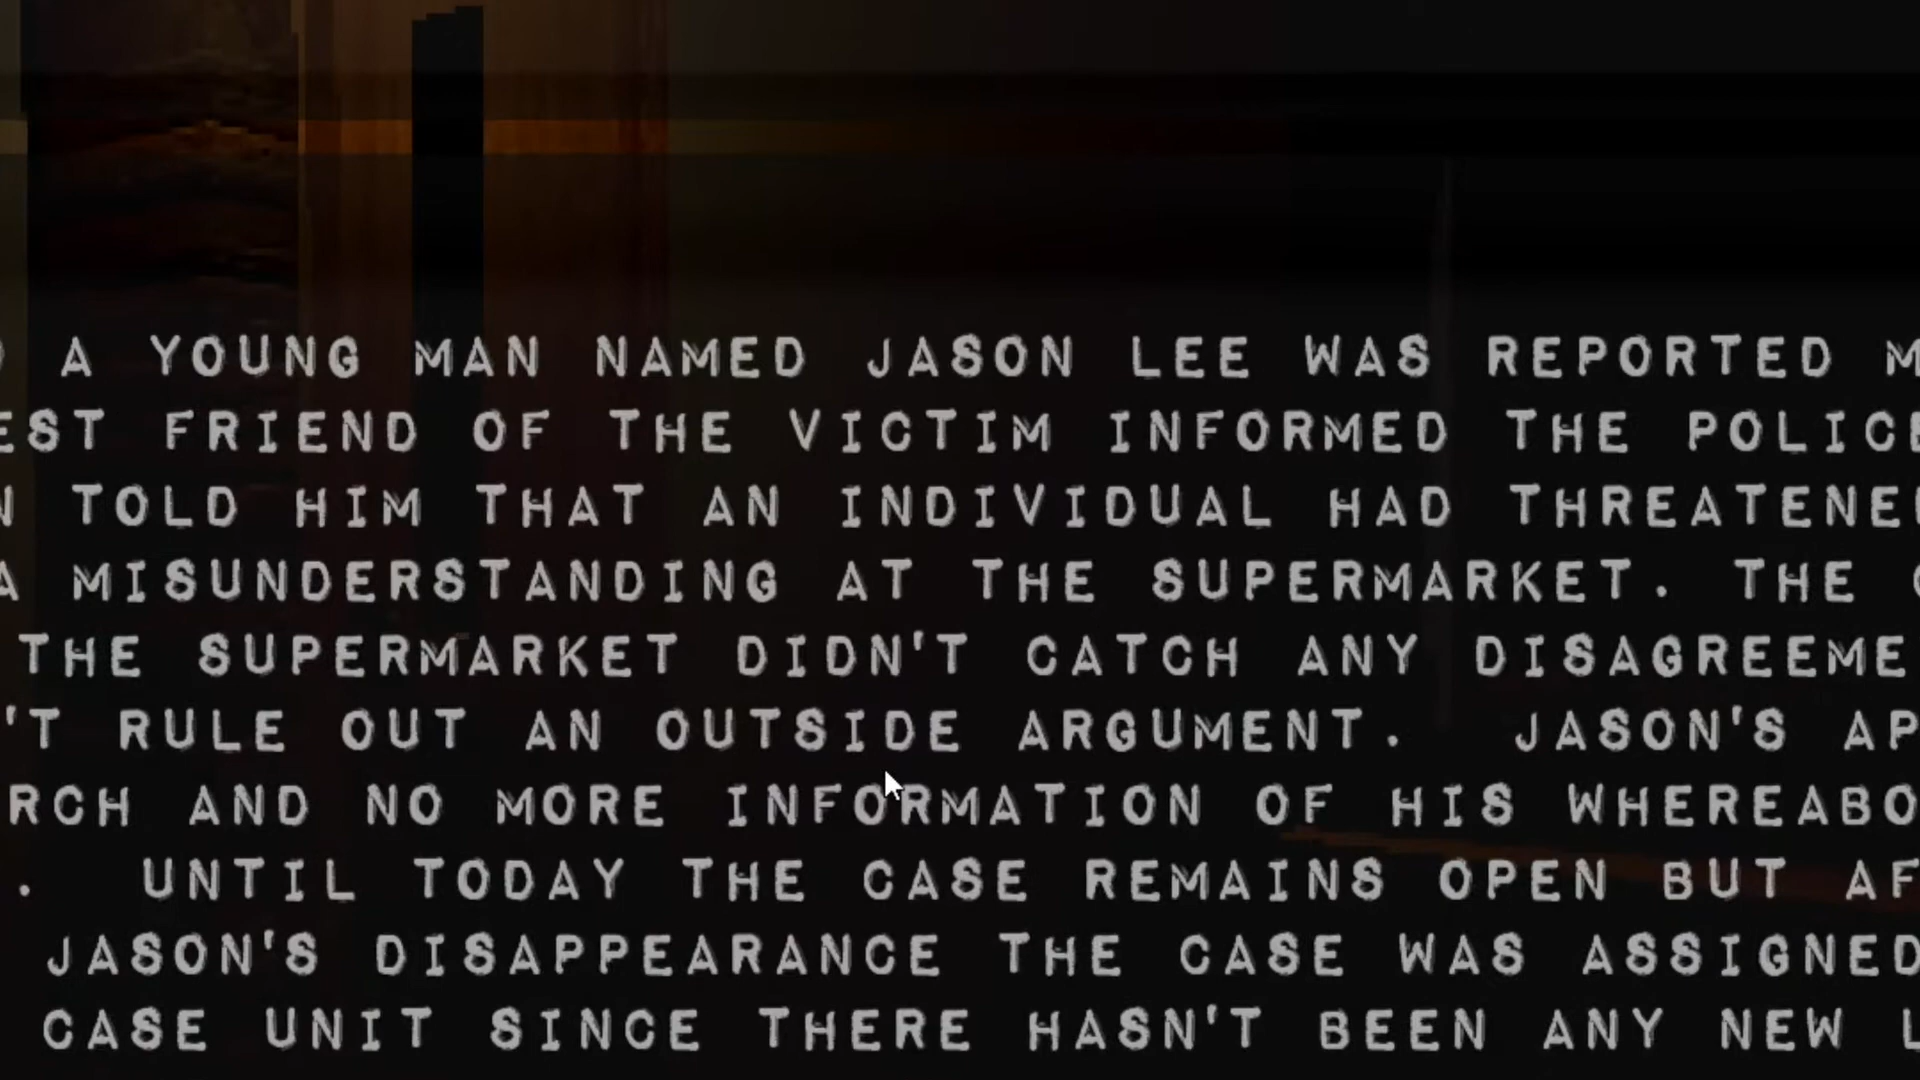 A YOUNG MAN NAMED JASON LEE WAS REPORTED
FRIEND OF THE VICTIM INFORMED THE
TOLD HIM THAT AN INDIVIDUAL HAD
A MISUNDERSTANDING AT THE SUPERMARKET. THE
THE SUPERMARKET DIDN'T CATCH ANY
'T RULE OUT AN OUTSIDE ARGUMENT. JASON'S
AND NO MORE INFORMATION OF HIS
. UNTIL TODAY THE CASE REMAINS OPEN BUT
JASON'S DISAPPEARANCE THE CASE WAS ASSIGNED
CASE UNIT SINCE THERE HASN'T BEEN ANY NEW